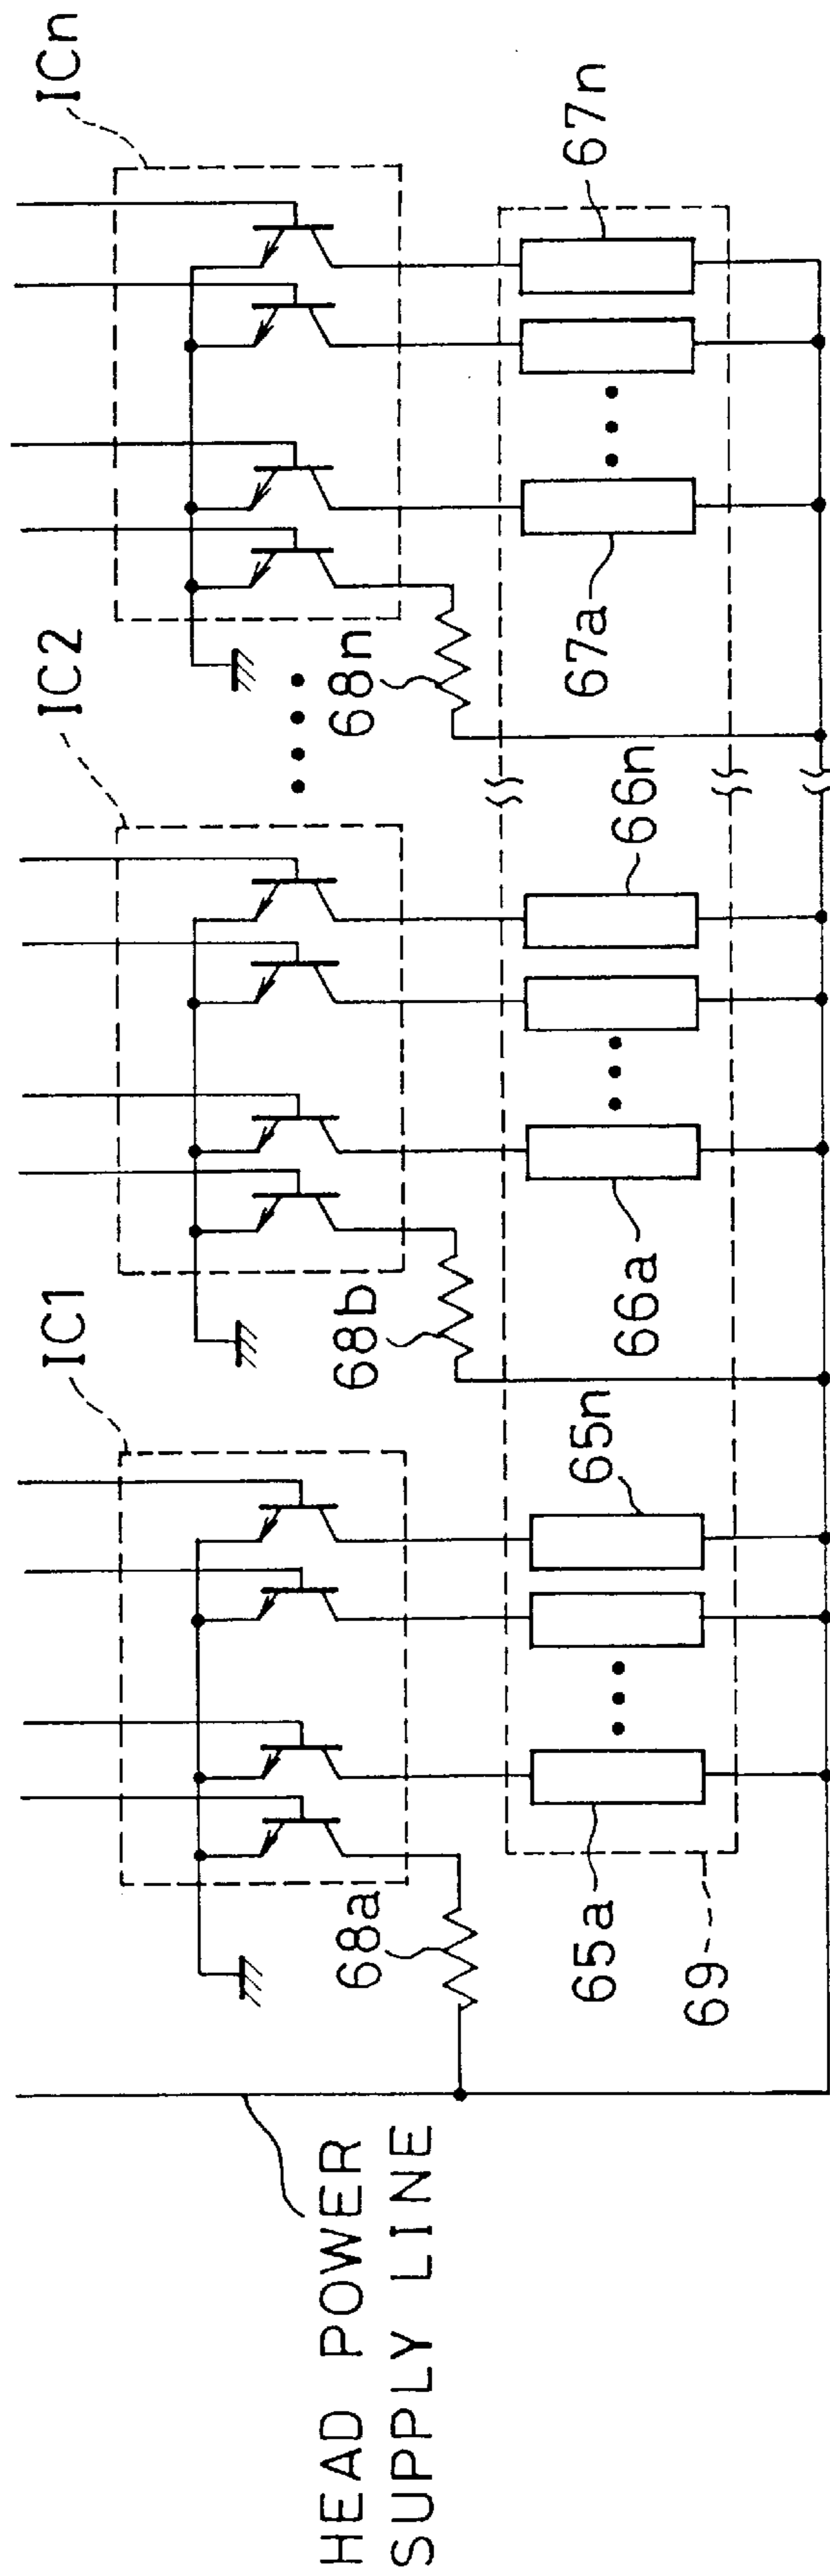 IC1
IC2
ICn
68a
68b
68n
65a
65n
66a
66n
67a
67n
69
HEAD POWER
SUPPLY LINE